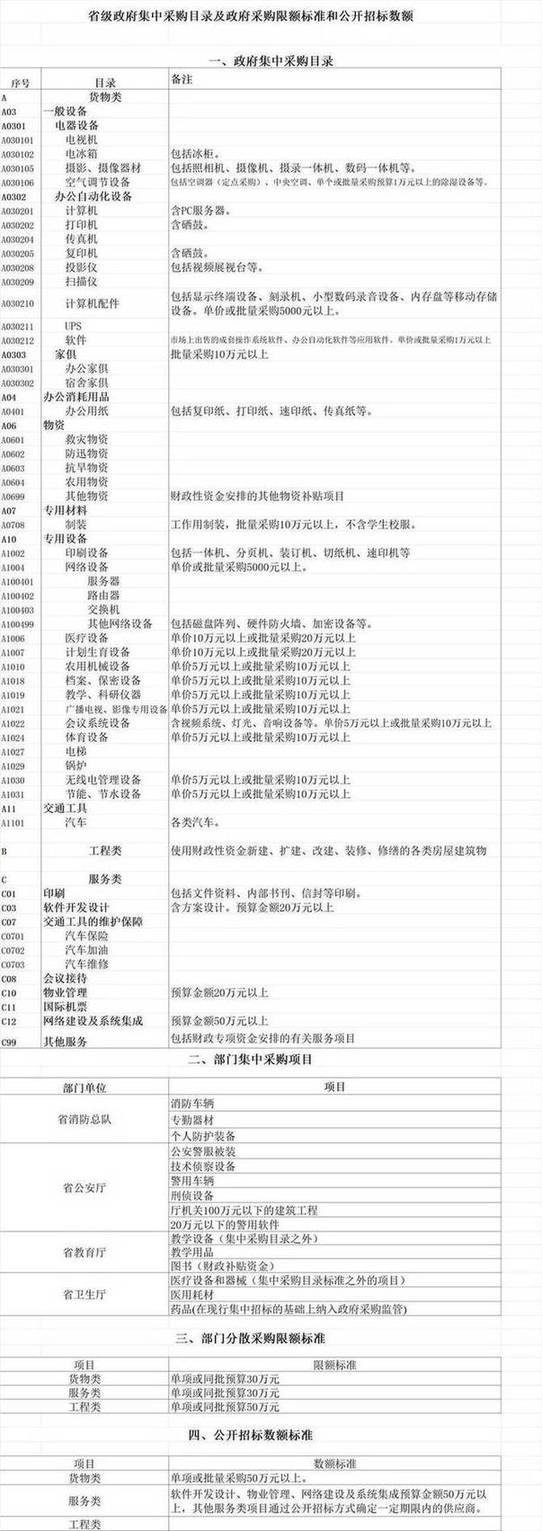 省级政府集中采购目录及政府采购限额标准和公开招标数额
一、政府集中采购目录
序号 目录 备注
A 货物类
A03 一般设备
A0301 电器设备
A030101 电视机
A030102 电冰箱 包括冰柜。
A030105 摄影、摄像器材 包括照相机、摄像机、摄录一体机、数码一体机等。
A030106 空气调节设备 包括空调器（定点采购）、中央空调、单个或批量采购预算1万元以上的除湿设备等。
A0302 办公自动化设备
A030201 计算机 含PC服务器。
A030202 打印机 含硒鼓。
A030204 传真机
A030205 复印机 含硒鼓。
A030208 投影仪 包括视频展视台等。
A030209 扫描仪
A030210 计算机配件 包括显示终端设备、刻录机、小型数码录音设备、内存盘等移动存储
设备。单价或批量采购5000元以上。
A030211 UPS
A030212 软件 市场上出售的成套操作系统软件、办公自动化软件等应用软件。单价或批量采购1万元以上
A0303 家俱 批量采购10万元以上
A030301 办公家俱
A030302 宿舍家俱
A04 办公消耗用品
A0401 办公用纸 包括复印纸、打印纸、速印纸、传真纸等。
A06 物资
A0601 救灾物资
A0602 防迅物资
A0603 抗旱物资
A0604 农用物资
A0699 其他物资 财政性资金安排的其他物资补贴项目
A07 专用材料
A0708 制装 工作用制装，批量采购10万元以上，不含学生校服。
A10 专用设备
A1002 印刷设备 包括一体机、分页机、装订机、切纸机、速印机等
A1004 网络设备 单价或批量采购5000元以上。
A100401 服务器
A100402 路由器
A100403 交换机
A100499 其他网络设备 包括磁盘阵列、硬件防火墙、加密设备等。
A1006 医疗设备 单价10万元以上或批量采购20万元以上
A1007 计划生育设备 单价10万元以上或批量采购20万元以上
A1010 农用机械设备 单价5万元以上或批量采购10万元以上
A1018 档案、保密设备 单价5万元以上或批量采购10万元以上
A1019 教学、科研仪器 单价5万元以上或批量采购10万元以上
A1021 广播电视、影像专用设备 单价5万元以上或批量采购10万元以上
A1022 会议系统设备 含视频系统、灯光、音响设备等。单价5万元以上或批量采购10万元以上
A1024 体育设备 单价5万元以上或批量采购10万元以上
A1027 电梯
A1029 锅炉
A1030 无线电管理设备 单价5万元以上或批量采购10万元以上
A1031 节能、节水设备 单价5万元以上或批量采购10万元以上
A11 交通工具
A1101 汽车 各类汽车。
B 工程类 使用财政性资金新建、扩建、改建、装修、修缮的各类房屋建筑物
C 服务类
C01 印刷 包括文件资料、内部书刊、信封等印刷。
C03 软件开发设计 含方案设计。预算金额20万元以上
C07 交通工具的维护保障
C0701 汽车保险
C0702 汽车加油
C0703 汽车维修
C08 会议接待
C10 物业管理 预算金额20万元以上
C11 国际机票
C12 网络建设及系统集成 预算金额50万元以上
C99 其他服务 包括财政专项资金安排的有关服务项目
二、部门集中采购项目
部门单位 项目
省消防总队 消防车辆
专勤器材
个人防护装备
省公安厅 公安警服被装
技术侦察设备
警用车辆
刑侦设备
厅机关100万元以下的建筑工程
20万元以下的警用软件
省教育厅 教学设备（集中采购目录之外）
教学用品
图书（财政补贴资金）
省卫生厅 医疗设备和器械（集中采购目录标准之外的项目）
医用耗材
药品(在现行集中招标的基础上纳入政府采购监管)
三、部门分散采购限额标准
项目 限额标准
货物类 单项或同批预算30万元
服务类 单项或同批预算30万元
工程类 单项或同批预算50万元
四、公开招标数额标准
项目 数额标准
货物类 单项或批量采购50万元以上。
服务类 软件开发设计、物业管理、网络建设及系统集成预算金额50万元以
上，其他服务类项目通过公开招标方式确定一定期限内的供应商。
工程类